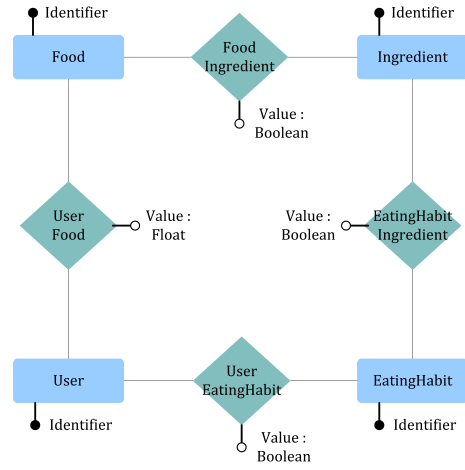 Identifier
Identifier
Food
Food
Ingredient
Ingredient
Value :
Boolean
User
Food
Value :
Float
Value :
Boolean
EatingHabit
Ingredient
User
User
EatingHabit
EatingHabit
Identifier
Value :
Boolean
Identifier